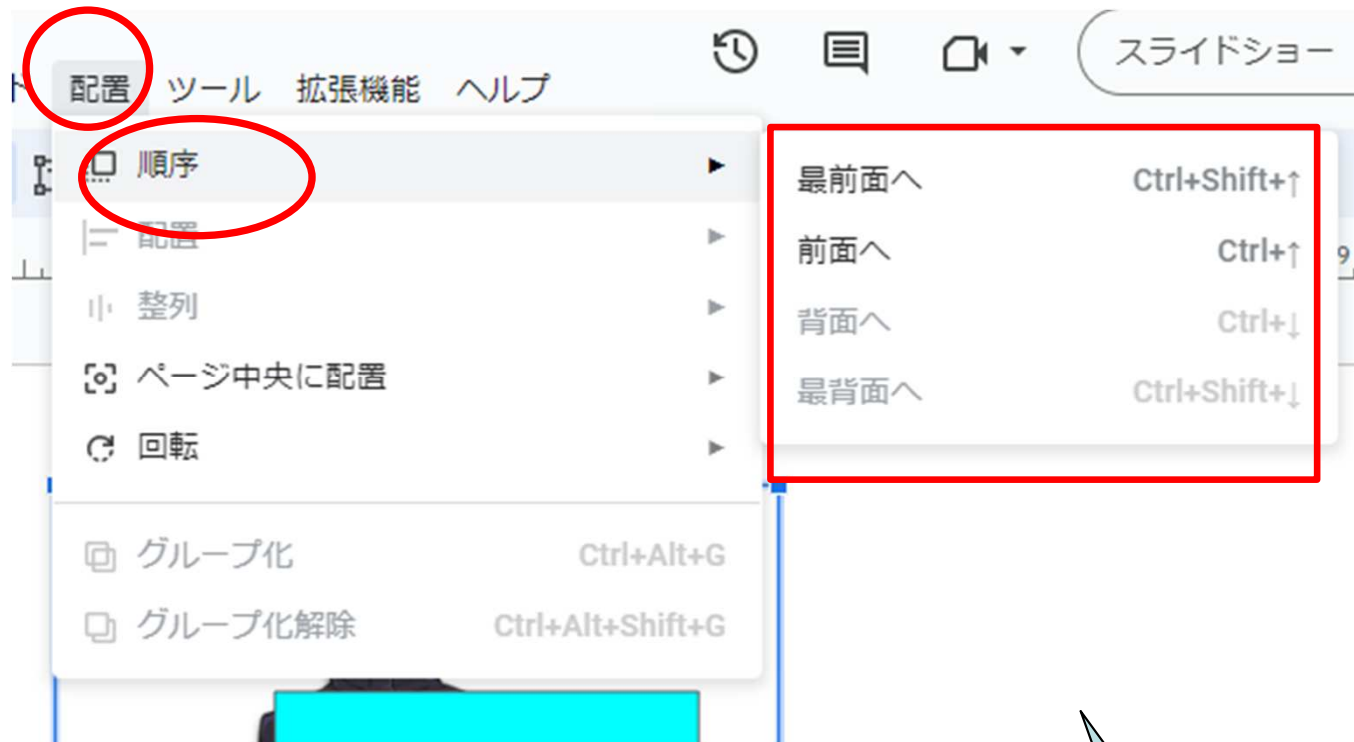 スライドショー
配置 ツール 拡張機能 ヘルプ
順序
配置
整列
ページ中央に配置
回転
グループ化 Ctrl+Alt+G
グループ化解除 Ctrl+Alt+Shift+G
最前面へ Ctrl+Shift+↑
前面へ Ctrl+↑
背面へ Ctrl+↓
最背面へ Ctrl+Shift+↓
9